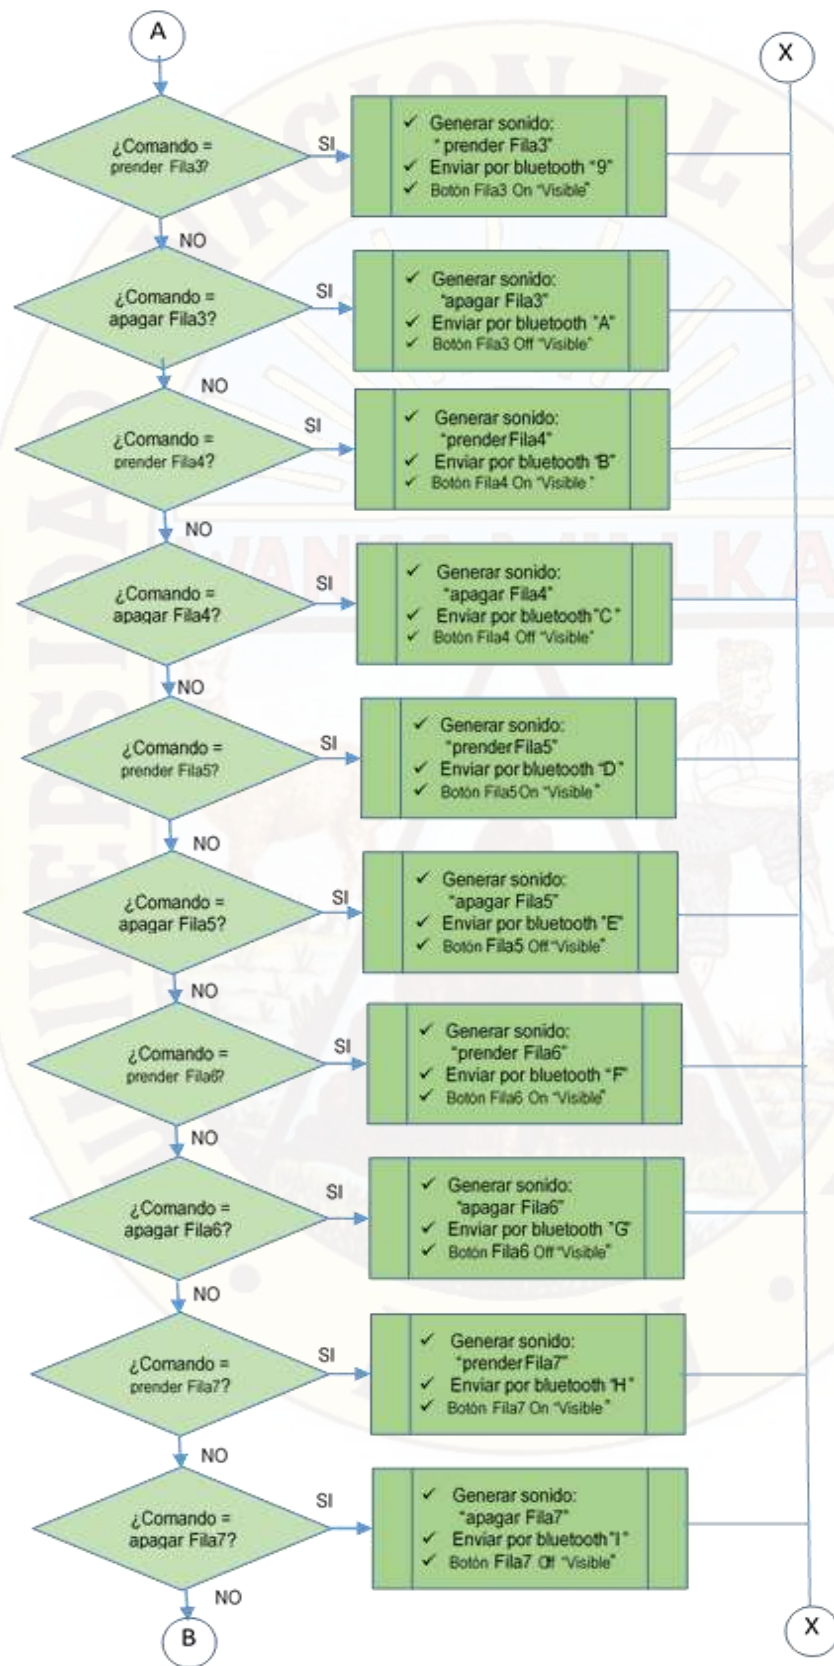 A
X
¿Comando =
prender Fila3?
SI
✓ Generar sonido:
"prender Fila3"
✓ Enviar por bluetooth "9"
✓ Botón Fila3 On "Visible"
NO
¿Comando =
apagar Fila3?
SI
✓ Generar sonido:
"apagar Fila3"
✓ Enviar por bluetooth "A"
✓ Botón Fila3 Off "Visible"
NO
¿Comando =
prender Fila4?
SI
✓ Generar sonido:
"prender Fila4"
✓ Enviar por bluetooth "B"
✓ Botón Fila4 On "Visible "
NO
¿Comando =
apagar Fila4?
SI
✓ Generar sonido:
"apagar Fila4"
✓ Enviar por bluetooth "C"
✓ Botón Fila4 Off "Visible"
NO
¿Comando =
prender Fila5?
SI
✓ Generar sonido:
"prender Fila5"
✓ Enviar por bluetooth "D"
✓ Botón Fila5 On "Visible"
NO
¿Comando =
apagar Fila5?
SI
✓ Generar sonido:
"apagar Fila5"
✓ Enviar por bluetooth "E"
✓ Botón Fila5 Off "Visible"
NO
¿Comando =
prender Fila6?
SI
✓ Generar sonido:
"prender Fila6"
✓ Enviar por bluetooth "F"
✓ Botón Fila6 On "Visible"
NO
¿Comando =
apagar Fila6?
SI
✓ Generar sonido:
"apagar Fila6"
✓ Enviar por bluetooth "G"
✓ Botón Fila6 Off "Visible"
NO
¿Comando =
prender Fila7?
SI
✓ Generar sonido:
"prender Fila7"
✓ Enviar por bluetooth "H"
✓ Botón Fila7 On "Visible"
NO
¿Comando =
apagar Fila7?
SI
✓ Generar sonido:
"apagar Fila7"
✓ Enviar por bluetooth "I"
✓ Botón Fila7 Off "Visible"
NO
B
X
UNIVERSIDAD NACIONAL